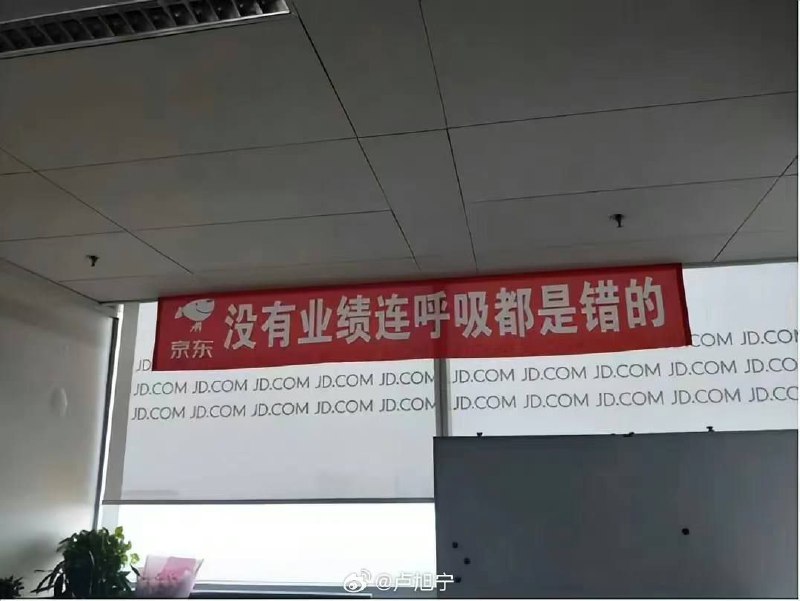 没有业绩连呼吸都是错的
京东
JD
JD.COM
JD.COM JD.COM JD.COM JD.COM JD.COM JD.COM JD.COM JD.COM JD.COM JD.COM JD.COM
JD.COM JD.COM JD.COM JD.COM JD.COM JD.COM JD.COM JD.COM JD.COM JD.COM JD.CO
@卢旭宁